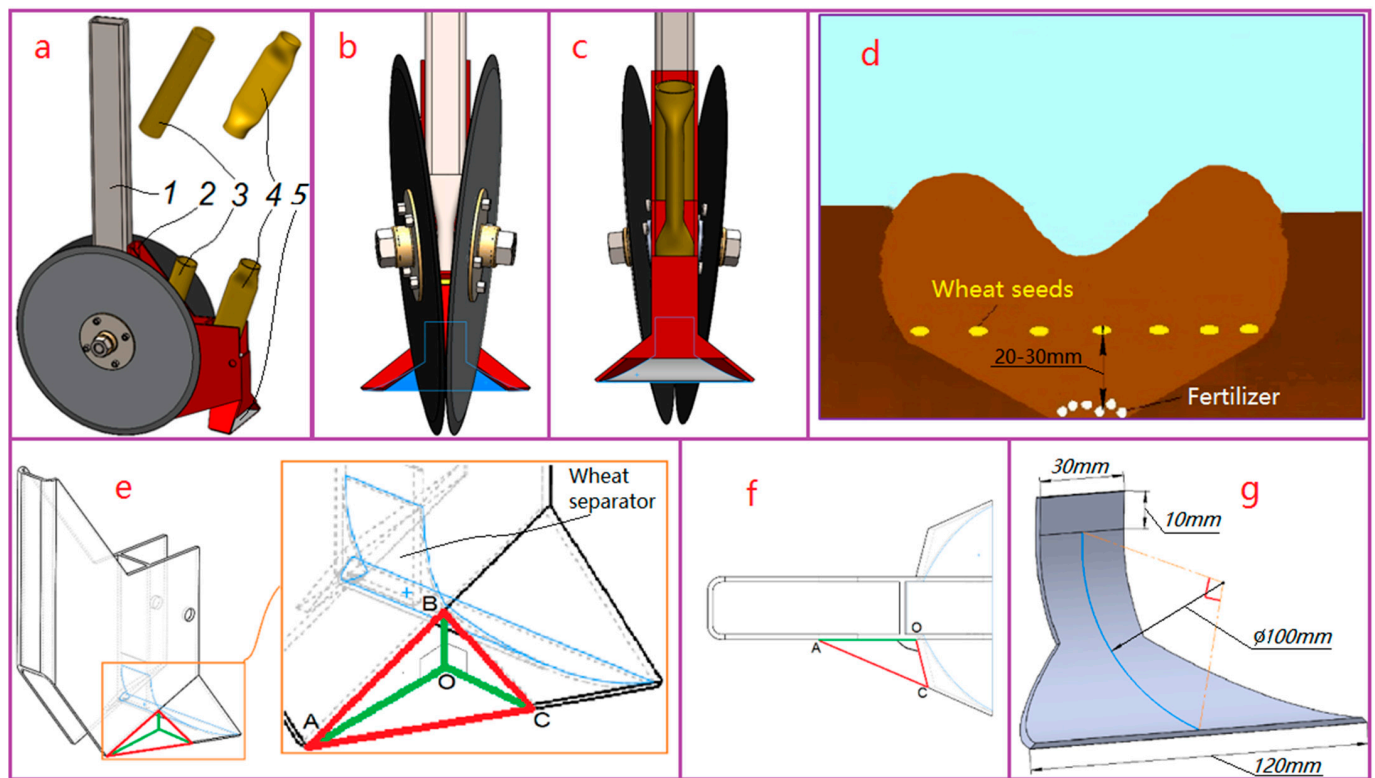 a
1
2
3
4
5
b
c
d
Wheat seeds
20-30mm
Fertilizer
e
Wheat
separator
B
O
A
C
f
A
O
C
g
30mm
10mm
ø100mm
120mm